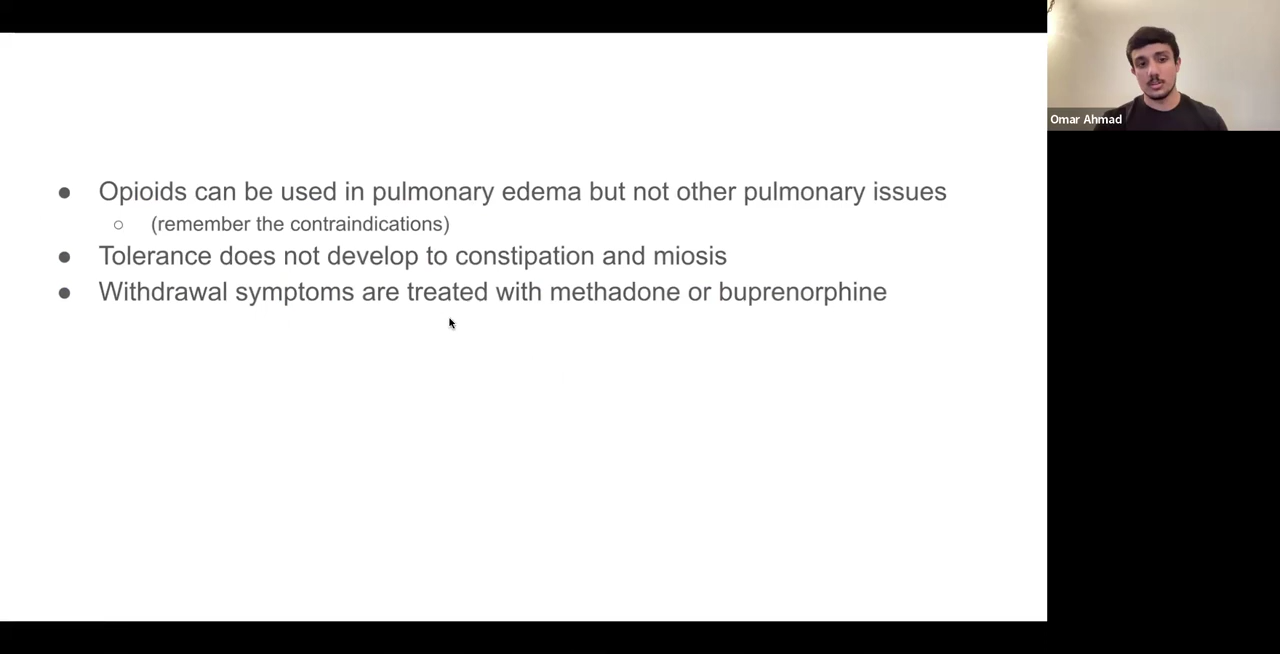 ● Opioids can be used in pulmonary edema but not other pulmonary issues
○ (remember the contraindications)
● Tolerance does not develop to constipation and miosis
● Withdrawal symptoms are treated with methadone or buprenorphine
Omar Ahmad